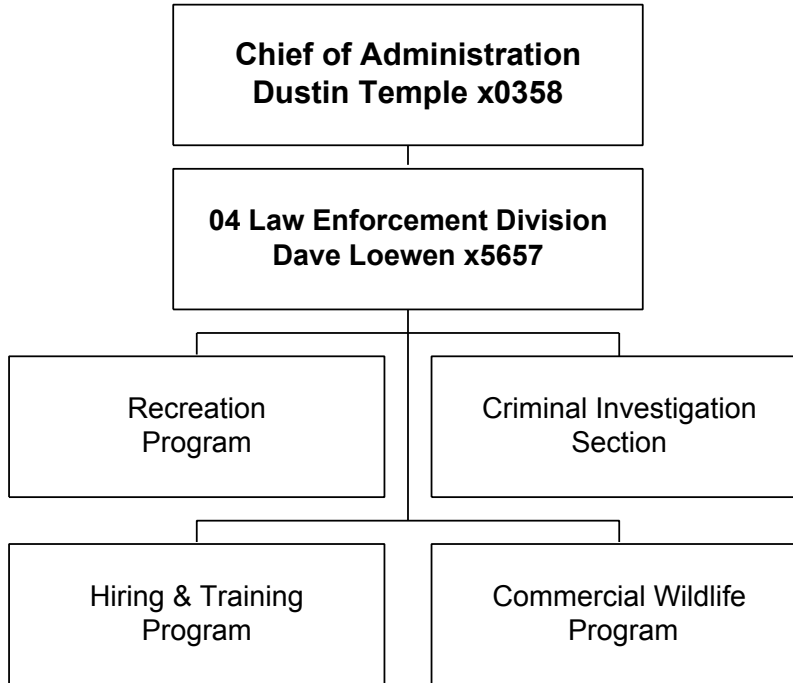 Chief of Administration
Dustin Temple x0358
04 Law Enforcement Division
Dave Loewen x5657
Recreation
Program
Criminal Investigation
Section
Hiring & Training
Program
Commercial Wildlife
Program